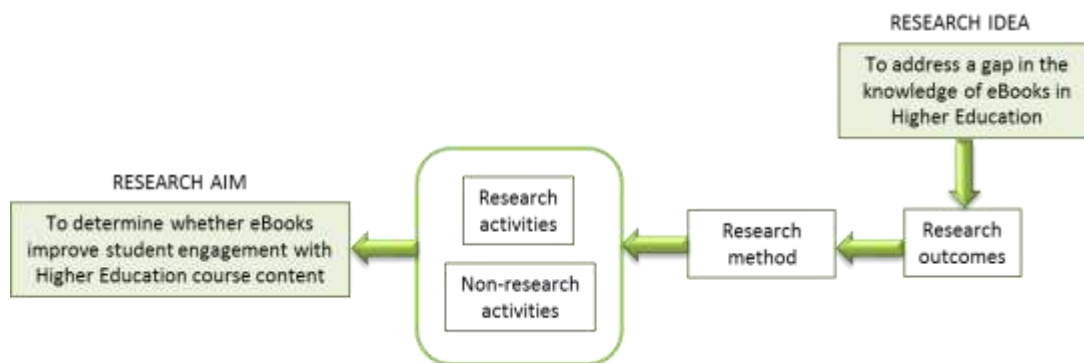 RESEARCH IDEA
To address a gap in the
knowledge of eBooks in
Higher Education
RESEARCH AIM
To determine whether eBooks
improve student engagement with
Higher Education course content
Research
activities
Non-research
activities
Research
method
Research
outcomes